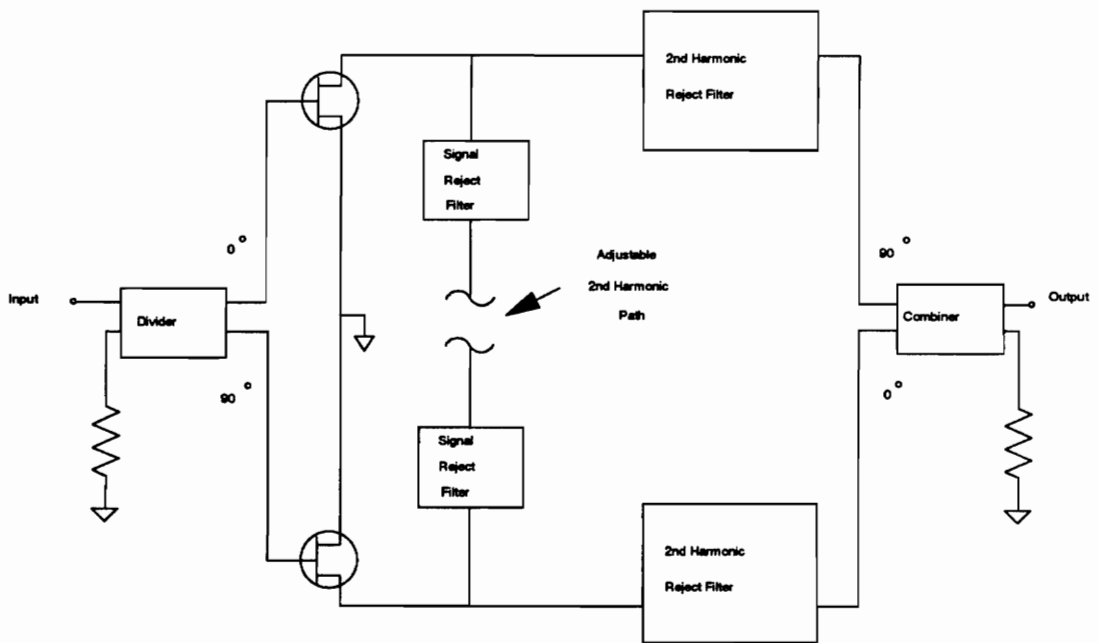 2nd Harmonic
Reject Filter
Signal
Reject
Filter
0°
Adjustable
2nd Harmonic
Path
90°
Input
Divider
Combiner
Output
90°
0°
Signal
Reject
Filter
2nd Harmonic
Reject Filter